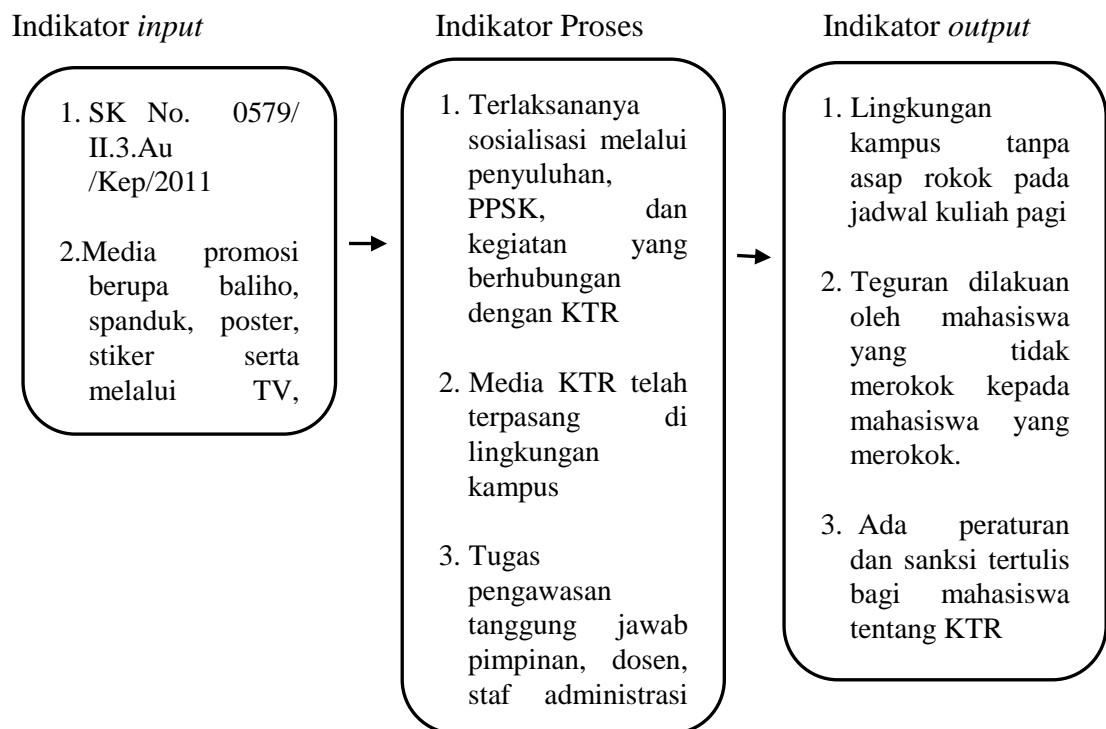 Indikator input
1. SK No. 0579/
II.3.Au
/Kep/2011
2.Media promosi
berupa baliho,
spanduk, poster,
stiker serta
melalui TV,
Indikator Proses
1. Terlaksananya
sosialisasi melalui
penyuluhan,
PPSK, dan
kegiatan yang
berhubungan
dengan KTR
2. Media KTR telah
terpasang di
lingkungan
kampus
3. Tugas
pengawasan
tanggung jawab
pimpinan, dosen,
staf administrasi
Indikator output
1. Lingkungan
kampus tanpa
asap rokok pada
jadwal kuliah pagi
2. Teguran dilakuan
oleh mahasiswa
yang tidak
merokok kepada
mahasiswa yang
merokok.
3. Ada peraturan
dan sanksi tertulis
bagi mahasiswa
tentang KTR